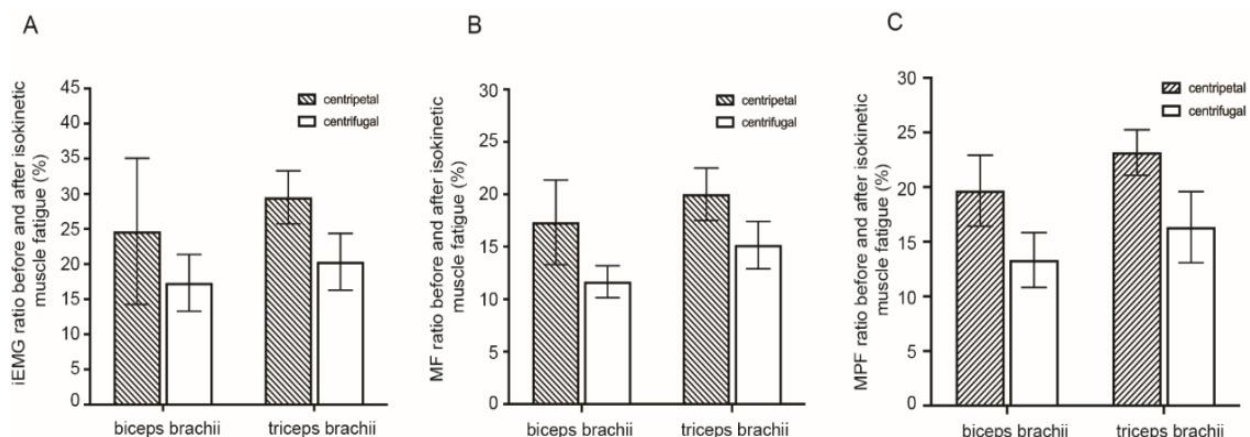 A
iEMG ratio before and after isokinetic
muscle fatigue (%)
45
40
35
30
25
20
15
10
5
0
centripetal
centrifugal
biceps brachii
triceps brachii
B
MF ratio before and after isokinetic
muscle fatigue (%)
30
25
20
15
10
5
0
centripetal
centrifugal
biceps brachii
triceps brachii
C
MPF ratio before and after isokinetic
muscle fatigue (%)
30
25
20
15
10
5
0
centripetal
centrifugal
biceps brachii
triceps brachii